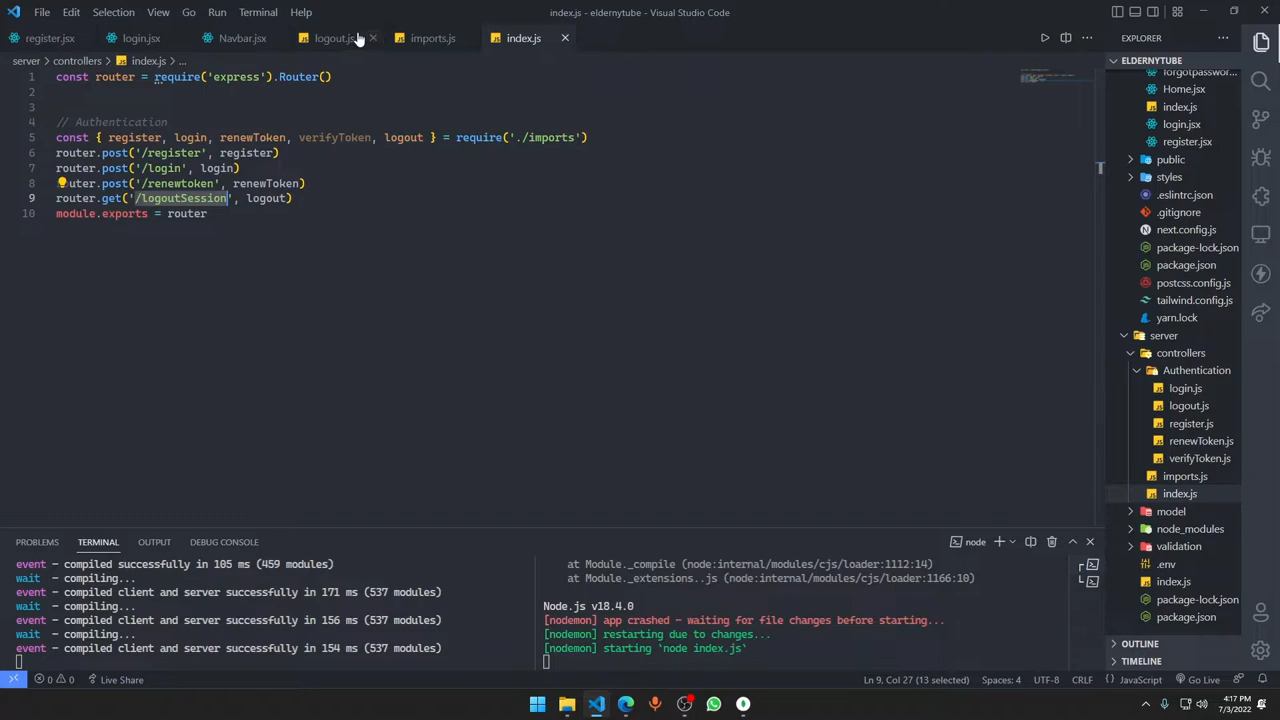 File Edit Selection View Go Run Terminal Help
index.js - eldernytube - Visual Studio Code
register.jsx login.jsx Navbar.jsx logout.js imports.js index.js
server controllers index.js ...
1 const router = require('express').Router()
2
3
4 // Authentication
5 const { register, login, renewToken, verifyToken, logout } = require('./imports')
6 router.post('/register', register)
7 router.post('/login', login)
8 uter.post('/renewtoken', renewToken)
9 router.get('/logoutSession', logout)
10 module.exports = router
EXPLORER
ELDERNYTUBE
forgotpasswor...
Home.jsx
index.js
login.jsx
register.jsx
public
styles
.eslintrc.json
.gitignore
next.config.js
package-lock.json
package.json
postcss.config.js
tailwind.config.js
yarn.lock
server
controllers
Authentication
login.js
logout.js
register.js
renewToken.js
verifyToken.js
imports.js
index.js
model
node_modules
validation
.env
index.js
package-lock.json
package.json
OUTLINE
TIMELINE
PROBLEMS TERMINAL OUTPUT DEBUG CONSOLE
node
event - compiled successfully in 105 ms (459 modules)
wait - compiling...
event - compiled client and server successfully in 171 ms (537 modules)
wait - compiling...
event - compiled client and server successfully in 156 ms (537 modules)
wait - compiling...
event - compiled client and server successfully in 154 ms (537 modules)
at Module._compile (node:internal/modules/cjs/loader:1112:14)
at Module._extensions..js (node:internal/modules/cjs/loader:1166:10)
Node.js v18.4.0
[nodemon] app crashed - waiting for file changes before starting...
[nodemon] restarting due to changes...
[nodemon] starting `node index.js`
0 0 Live Share
Ln 9, Col 27 (13 selected) Spaces: 4 UTF-8 CRLF JavaScript Go Live
4:17 PM
7/3/2022